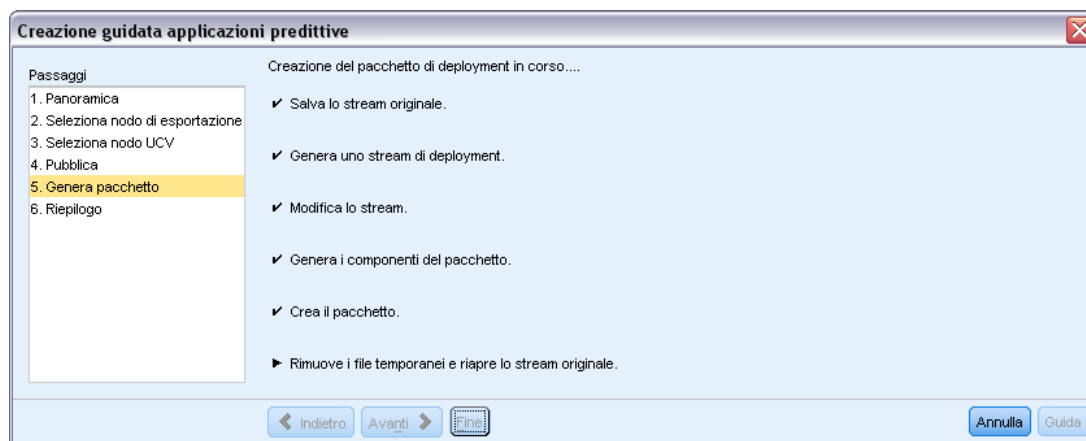 Creazione guidata applicazioni predittive
Passaggi
1. Panoramica
2. Seleziona nodo di esportazione
3. Seleziona nodo UCV
4. Pubblica
5. Genera pacchetto
6. Riepilogo
Creazione del pacchetto di deployment in corso....
✔ Salva lo stream originale.
✔ Genera uno stream di deployment.
✔ Modifica lo stream.
✔ Genera i componenti del pacchetto.
✔ Crea il pacchetto.
► Rimuove i file temporanei e riapre lo stream originale.
Indietro Avanti Fine Annulla Guida